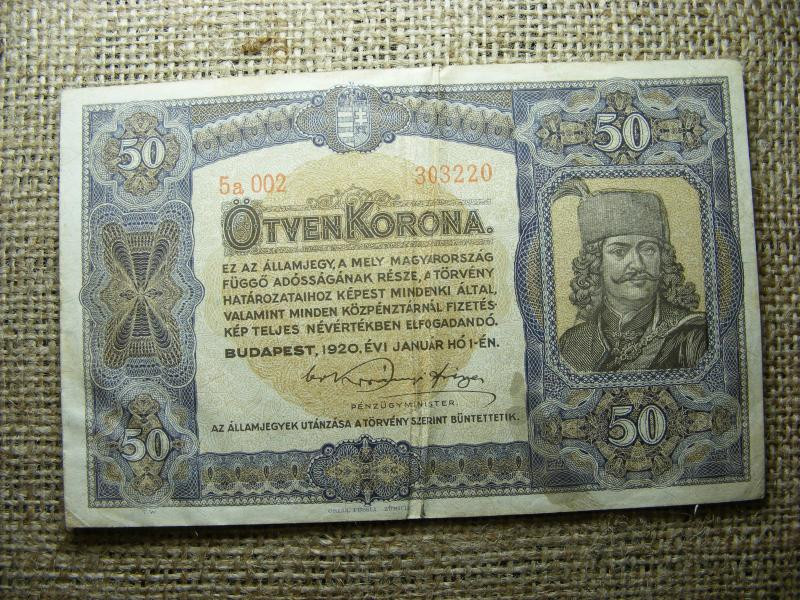 50
50
5a 002 303220
ÖTVEN KORONA.
EZ AZ ÁLLAMJEGY, A MELY MAGYARORSZÁG
FÜGGŐ ADÓSSÁGÁNAK RÉSZE, A TÖRVÉNY
HATÁROZATAIHOZ KÉPEST MINDENKI ÁLTAL,
VALAMINT MINDEN KÖZPÉNZTÁRNÁL FIZETÉS-
KÉP TELJES NÉVÉRTÉKBEN ELFOGADANDÓ.
BUDAPEST, 1920. ÉVI JANUÁR HÓ 1-ÉN.
PÉNZÜGYMINISTER.
AZ ÁLLAMJEGYEK UTÁNZÁSA A TÖRVÉNY SZERINT BÜNTETTETIK.
50
50